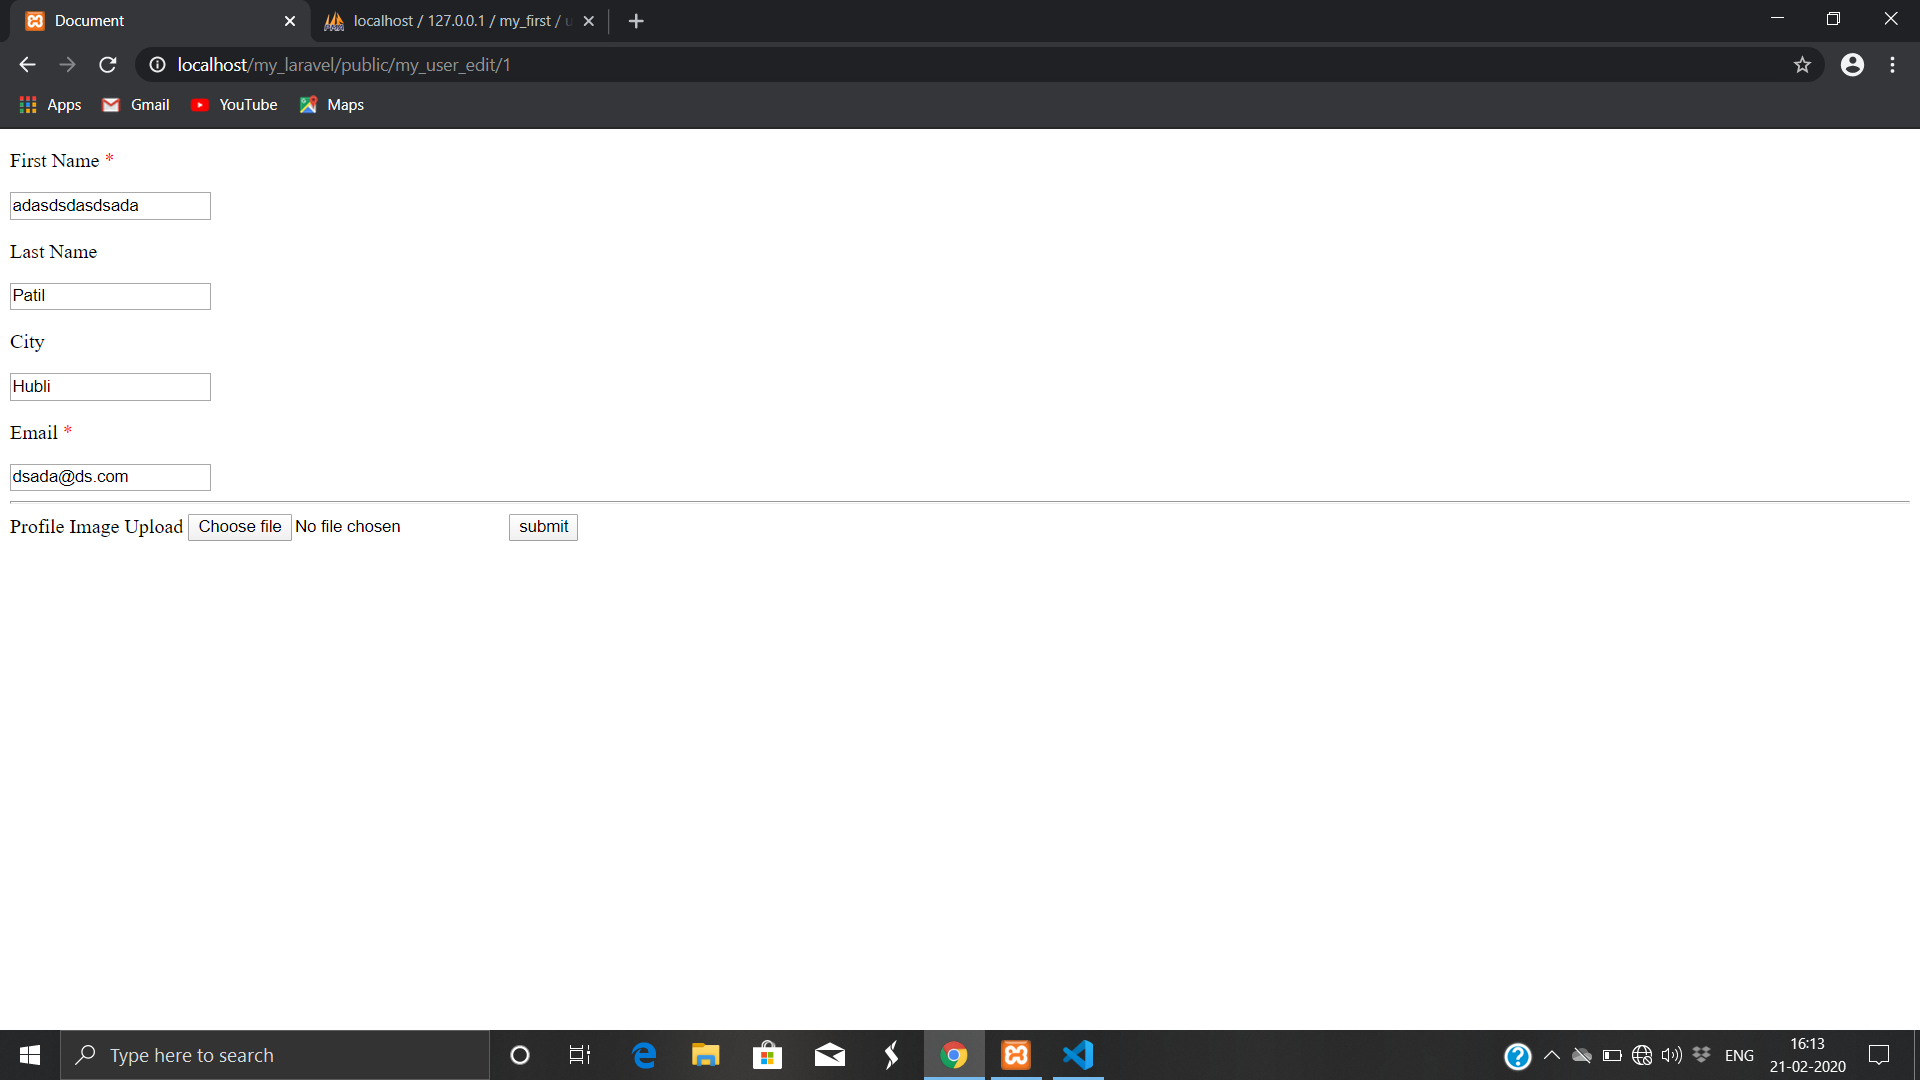 Document
localhost / 127.0.0.1 / my_first / u
localhost/my_laravel/public/my_user_edit/1
Apps Gmail YouTube Maps
First Name *
adasdsdasdsada
Last Name
Patil
City
Hubli
Email *
dsada@ds.com
Profile Image Upload Choose file No file chosen submit
Type here to search
ENG
16:13
21-02-2020